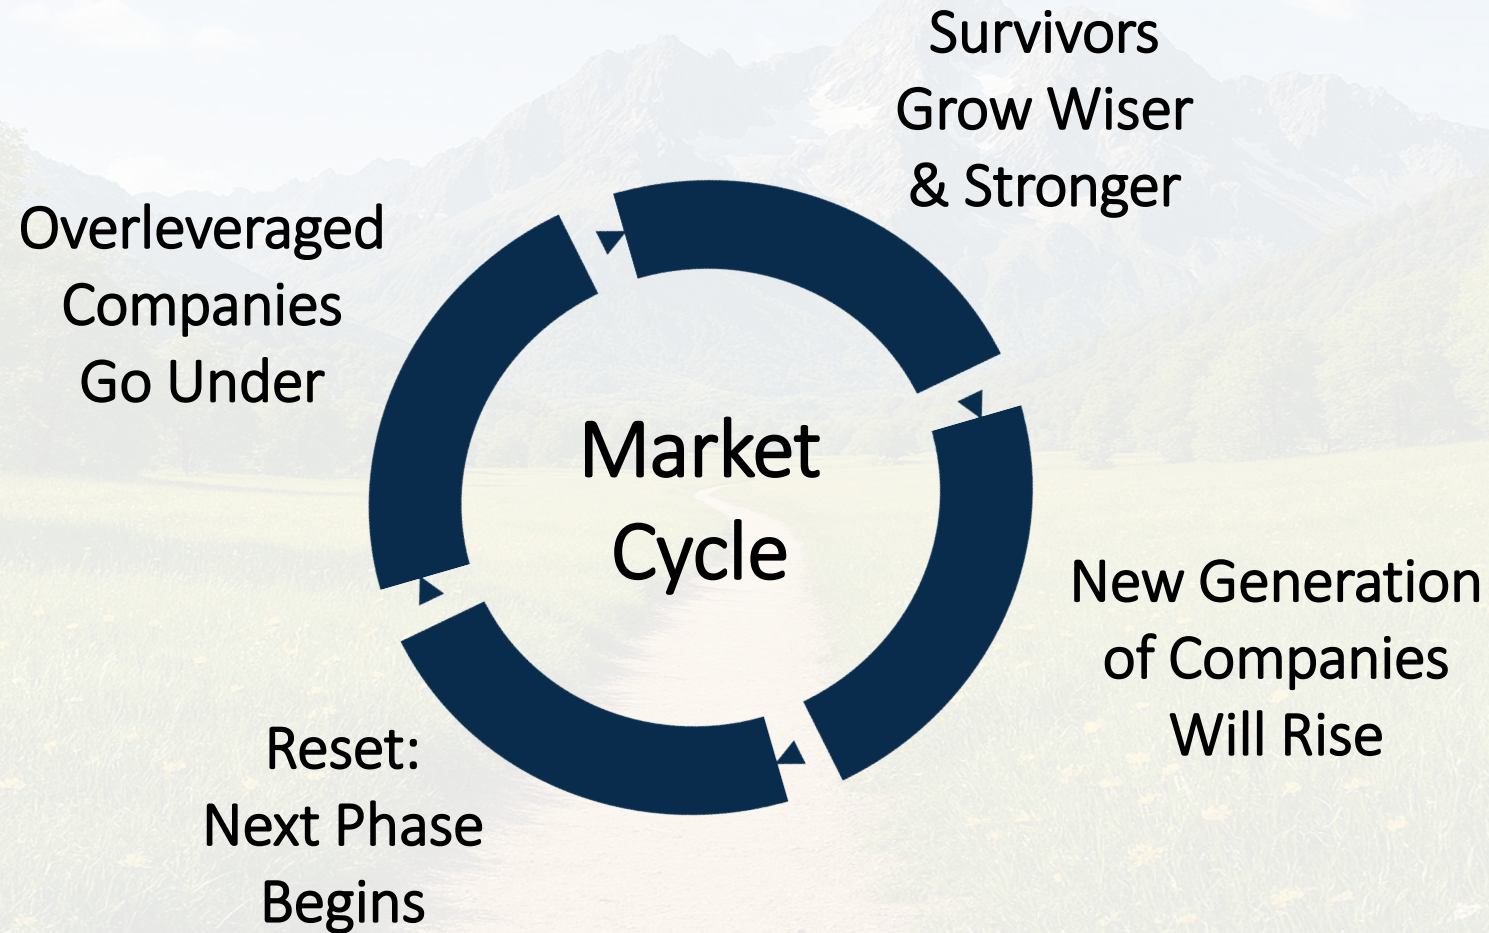 Survivors
Grow Wiser
& Stronger
Overleveraged
Companies
Go Under
Market
Cycle
New Generation
of Companies
Will Rise
Reset:
Next Phase
Begins